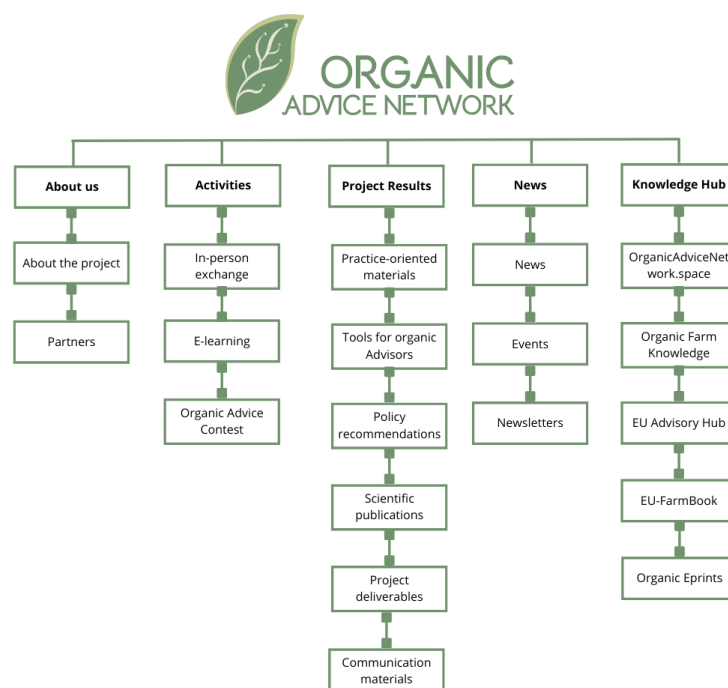 ORGANIC
ADVICE NETWORK
About us
About the project
Partners
Activities
In-person
exchange
E-learning
Organic Advice
Contest
Project Results
Practice-oriented
materials
Tools for organic
Advisors
Policy
recommendations
Scientific
publications
Project
deliverables
Communication
materials
News
News
Events
Newsletters
Knowledge Hub
OrganicAdviceNet
work.space
Organic Farm
Knowledge
EU Advisory Hub
EU-FarmBook
Organic Eprints